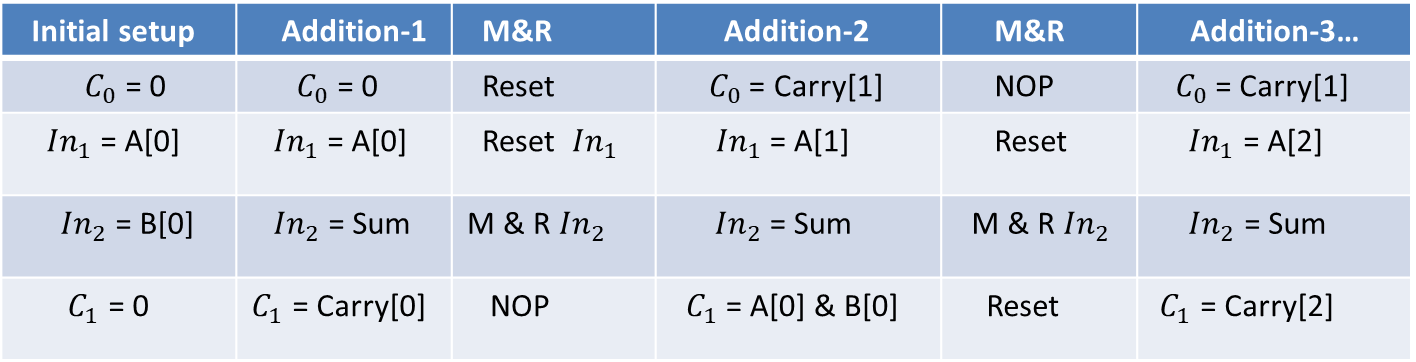 Initial setup Addition-1 M&R Addition-2 M&R Addition-3...
C₀ = 0 C₀ = 0 Reset C₀ = Carry[1] NOP C₀ = Carry[1]
In₁ = A[0] In₁ = A[0] Reset In₁ In₁ = A[1] Reset In₁ = A[2]
In₂ = B[0] In₂ = Sum M & R In₂ In₂ = Sum M & R In₂ In₂ = Sum
C₁ = 0 C₁ = Carry[0] NOP C₁ = A[0] & B[0] Reset C₁ = Carry[2]